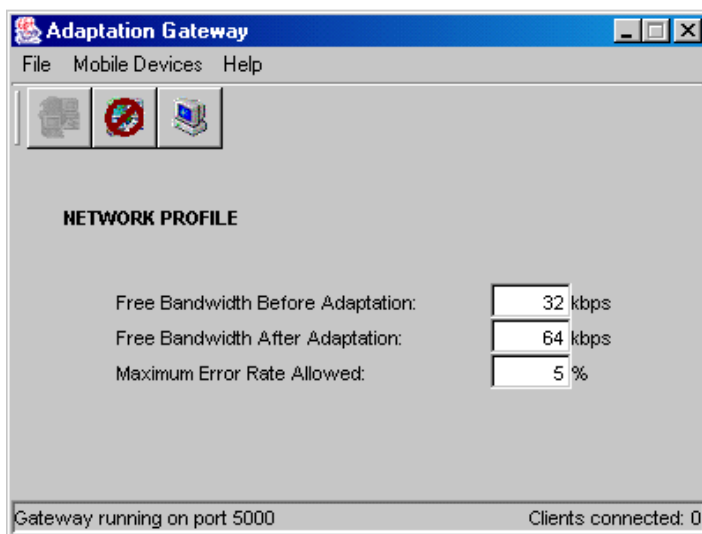 Adaptation Gateway
File Mobile Devices Help
NETWORK PROFILE
Free Bandwidth Before Adaptation: 32 kbps
Free Bandwidth After Adaptation: 64 kbps
Maximum Error Rate Allowed: 5 %
Gateway running on port 5000 Clients connected: 0